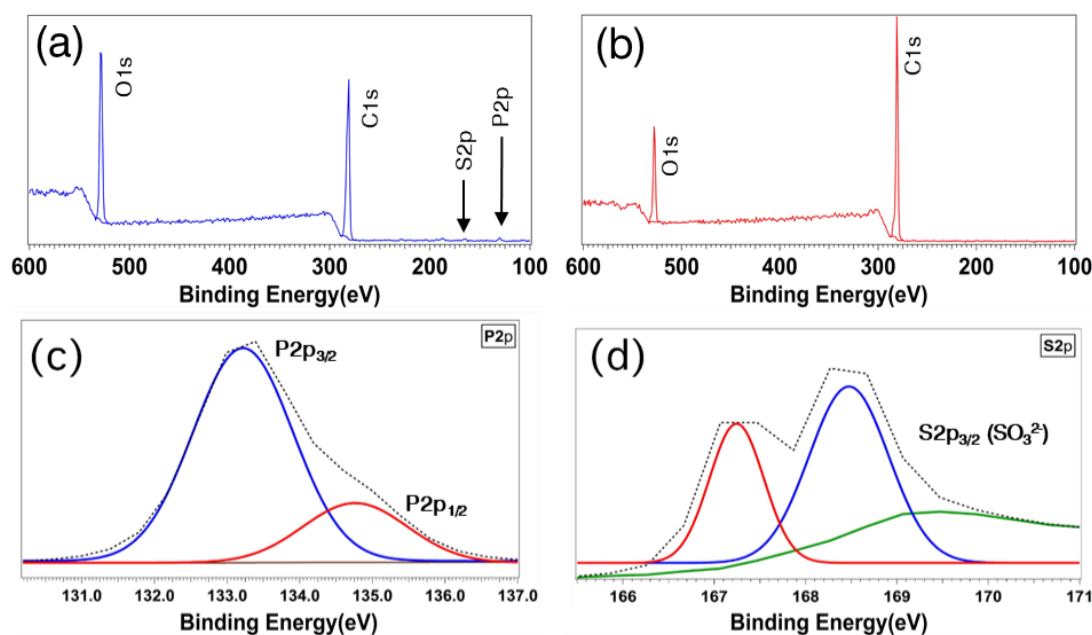 (a)
O1s
C1s
S2p
P2p
600 500 400 300 200 100
Binding Energy(eV)
(b)
O1s
C1s
600 500 400 300 200 100
Binding Energy(eV)
(c)
P2p
P2p3/2
P2p1/2
131.0 132.0 133.0 134.0 135.0 136.0 137.0
Binding Energy(eV)
(d)
S2p
S2p3/2 (SO3²⁻)
166 167 168 169 170 171
Binding Energy(eV)